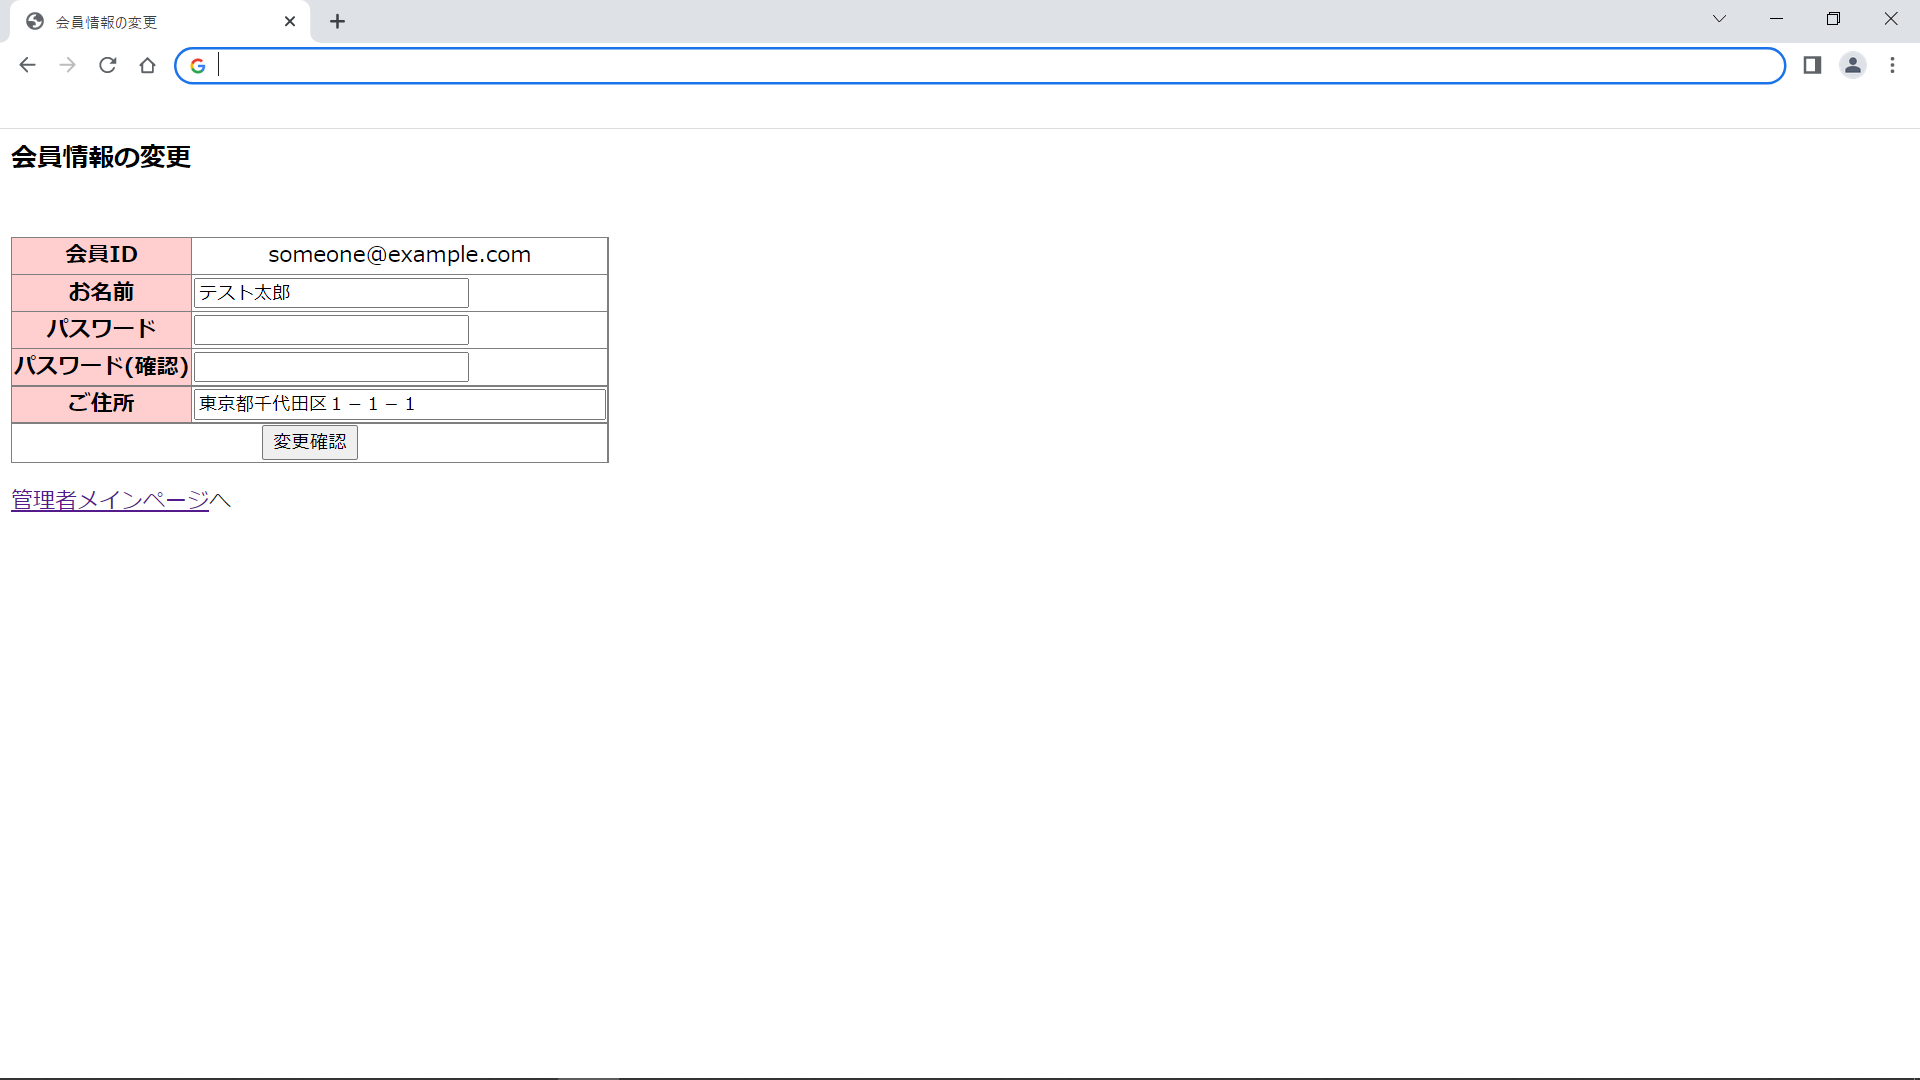 会員情報の変更
会員情報の変更
会員ID someone@example.com
お名前 テスト太郎
パスワード
パスワード(確認)
ご住所 東京都千代田区１－１－１
変更確認
管理者メインページへ